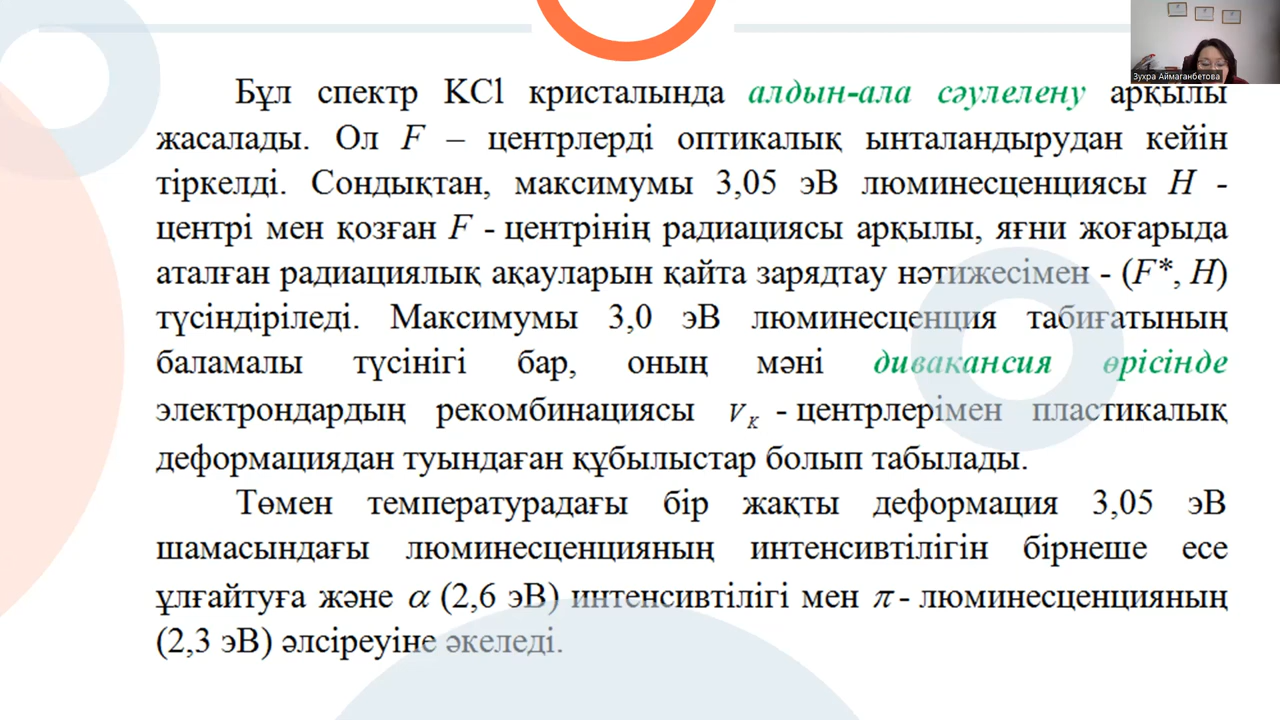 Зухра Аймаганбетова
Бұл спектр KCl кристалында алдын-ала сәулелену арқылы
жасалады. Ол F – центрлерді оптикалық ынталандырудан кейін
тіркелді. Сондықтан, максимумы 3,05 эВ люминесценциясы H -
центрі мен қозған F - центрінің радиациясы арқылы, яғни жоғарыда
аталған радиациялық ақауларын қайта зарядтау нәтижесімен - (F*, H)
түсіндіріледі. Максимумы 3,0 эВ люминесценция табиғатының
баламалы түсінігі бар, оның мәні дивакансия өрісінде
электрондардың рекомбинациясы V_K - центрлерімен пластикалық
деформациядан туындаған құбылыстар болып табылады.
Төмен температурадағы бір жақты деформация 3,05 эВ
шамасындағы люминесценцияның интенсивтілігін бірнеше есе
ұлғайтуға және α (2,6 эВ) интенсивтілігі мен π - люминесценцияның
(2,3 эВ) әлсіреуіне әкеледі.